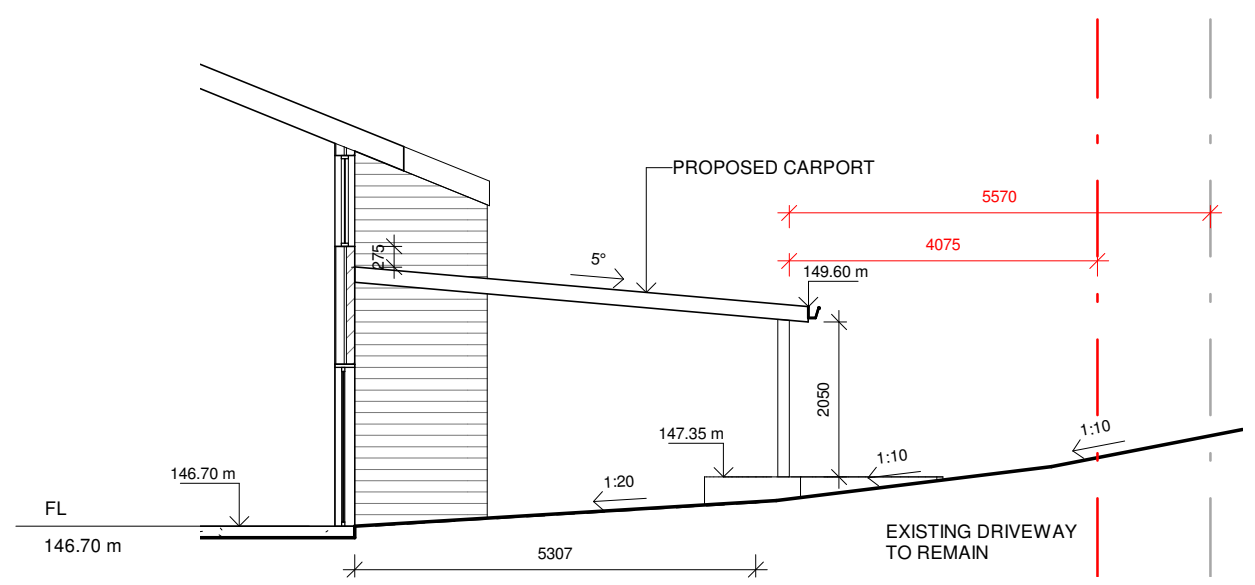 PROPOSED CARPORT
5570
4075
275
5°
149.60 m
2050
147.35 m
1:10
1:10
146.70 m
1:20
FL
146.70 m
EXISTING DRIVEWAY
TO REMAIN
5307